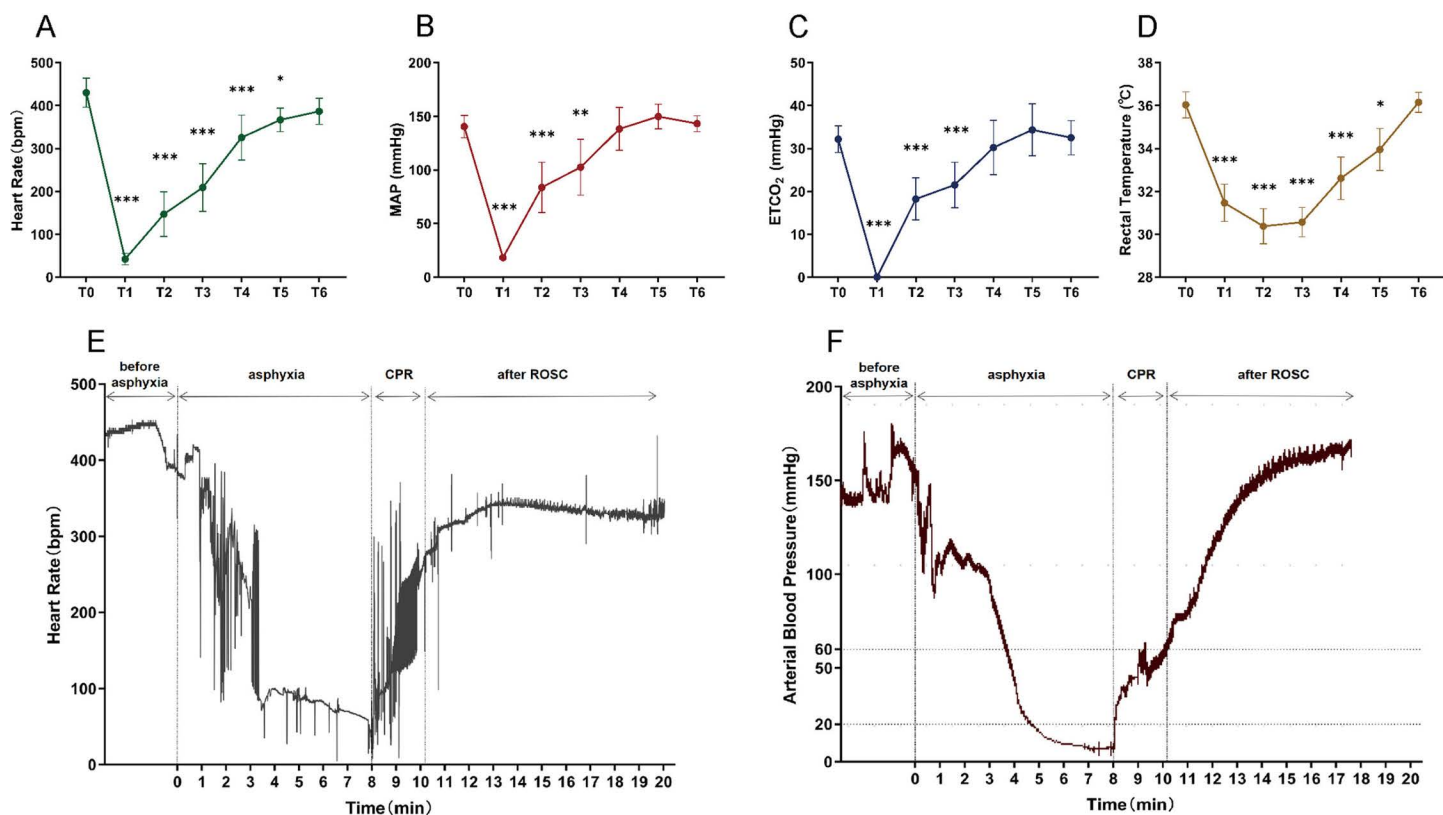 A
B
C
D
Heart Rate (bpm)
500
400
300
200
100
0
*** *** *** *** *
T0 T1 T2 T3 T4 T5 T6
MAP (mmHg)
200
150
100
50
0
*** *** **
T0 T1 T2 T3 T4 T5 T6
ETCO₂ (mmHg)
50
40
30
20
10
0
*** *** ***
T0 T1 T2 T3 T4 T5 T6
Rectal Temperature (℃)
38
36
34
32
30
28
*** *** *** *** *
T0 T1 T2 T3 T4 T5 T6
E
before
asphyxia
asphyxia
CPR
after ROSC
Heart Rate (bpm)
500
400
300
200
100
0
0 1 2 3 4 5 6 7 8 9 10 11 12 13 14 15 16 17 18 19 20
Time (min)
F
before
asphyxia
asphyxia
CPR
after ROSC
Arterial Blood Pressure (mmHg)
200
150
100
60
50
20
0
0 1 2 3 4 5 6 7 8 9 10 11 12 13 14 15 16 17 18 19 20
Time (min)